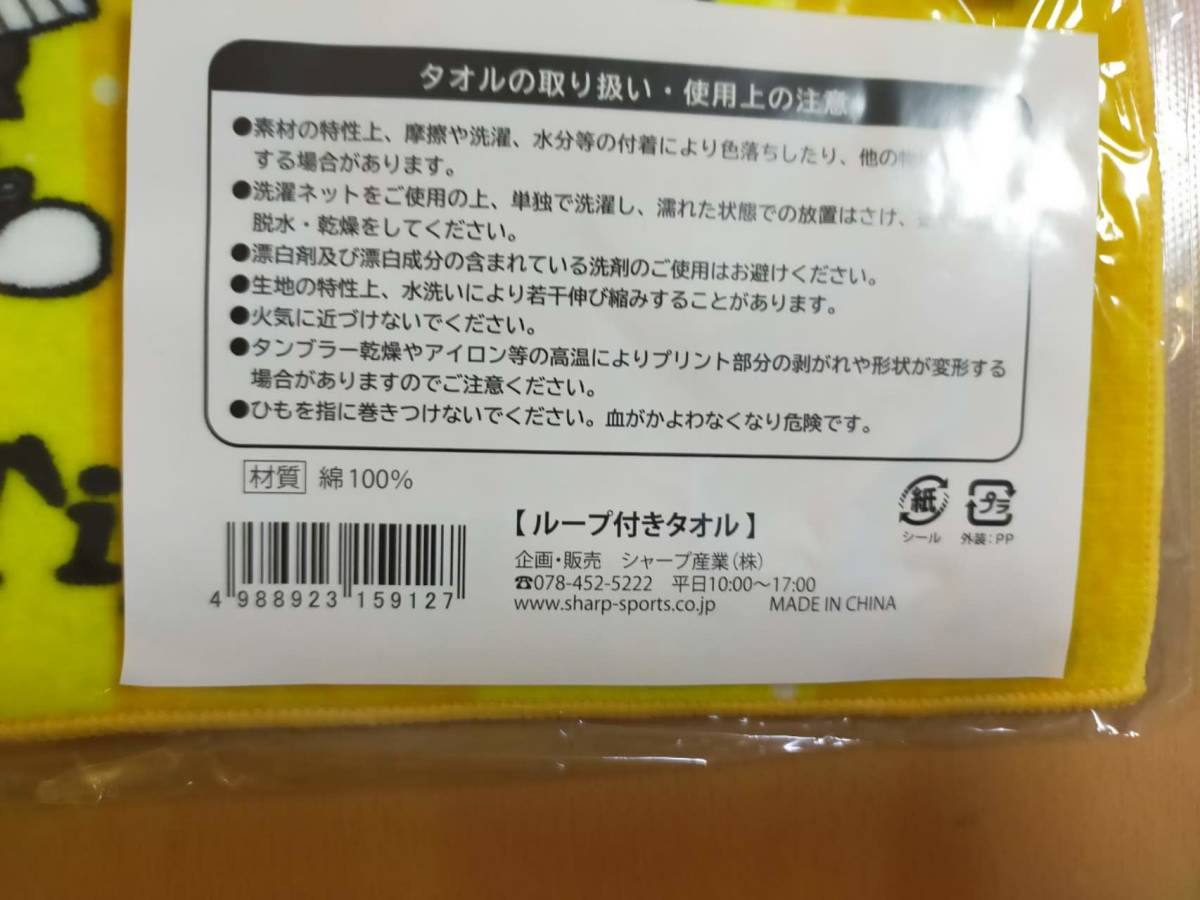 タオルの取り扱い・使用上の注意
●素材の特性上、摩擦や洗濯、水分等の付着により色落ちしたり、他の物に
する場合があります。
●洗濯ネットをご使用の上、単独で洗濯し、濡れた状態での放置はさけ、
脱水・乾燥をしてください。
●漂白剤及び漂白成分の含まれている洗剤のご使用はお避けください。
●生地の特性上、水洗いにより若干伸び縮みすることがあります。
●火気に近づけないでください。
●タンブラー乾燥やアイロン等の高温によりプリント部分の剥がれや形状が変形する
場合がありますのでご注意ください。
●ひもを指に巻きつけないでください。血がかよわなくなり危険です。
材質 綿100%
【ループ付きタオル】
企画・販売 シャープ産業(株)
☎078-452-5222 平日10:00〜17:00
www.sharp-sports.co.jp MADE IN CHINA
4 988923 159127
紙 プラ
シール 外装:PP